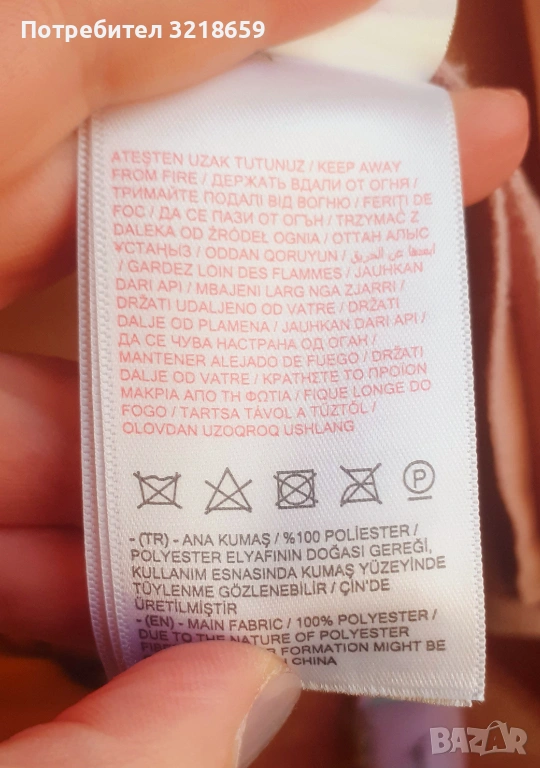 Потребител 3218659
ATEŞTEN UZAK TUTUNUZ / KEEP AWAY
FROM FIRE / ДЕРЖАТЬ ВДАЛИ ОТ ОГНЯ /
ТРИМАЙТЕ ПОДАЛІ ВІД ВОГНЮ / FERITI DE
FOC / ДА СЕ ПАЗИ ОТ ОГЪН / TRZYMAĆ Z
DALEKA OD ŹRÓDEŁ OGNIA / ОТТАН АЛЫС
ҰСТАҢЫЗ / ODDAN QORUYUN / ابعدها عن الحريق
/ GARDEZ LOIN DES FLAMMES / JAUHKAN
DARI API / MBAJENI LARG NGA ZJARRI /
DRŽATI UDALJENO OD VATRE / DRŽATI
DALJE OD PLAMENA / JAUHKAN DARI API /
ДА СЕ ЧУВА НАСТРАНА ОД ОГАН /
MANTENER ALEJADO DE FUEGO / DRŽATI
DALJE OD VATRE / ΚΡΑΤΗΣΤΕ ΤΟ ΠΡΟΪΟΝ
ΜΑΚΡΙΑ ΑΠΟ ΤΗ ΦΩΤΙΑ / FIQUE LONGE DO
FOGO / TARTSA TÁVOL A TŰZTŐL /
OLOVDAN UZOQROQ USHLANG
P
- (TR) - ANA KUMAŞ / %100 POLİESTER /
POLYESTER ELYAFININ DOĞASI GEREĞİ,
KULLANIM ESNASINDA KUMAŞ YÜZEYİNDE
TÜYLENME GÖZLENEBİLİR / ÇİN'DE
ÜRETİLMİŞTİR
- (EN) - MAIN FABRIC / 100% POLYESTER /
DUE TO THE NATURE OF POLYESTER
FORMATION MIGHT BE
CHINA
BAZAR